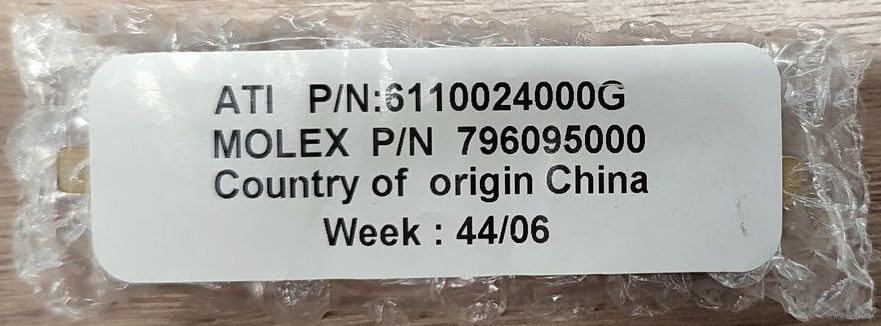 ATI P/N:6110024000G
MOLEX P/N 796095000
Country of origin China
Week : 44/06